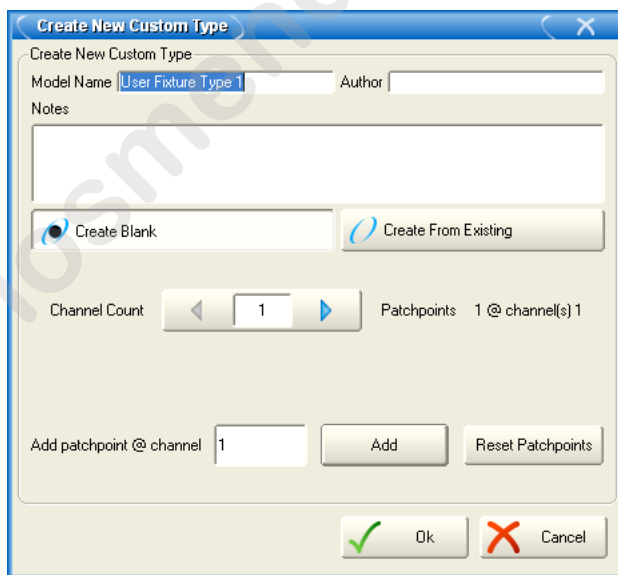 Create New Custom Type
Create New Custom Type
Model Name User Fixture Type 1 Author
Notes
Create Blank Create From Existing
Channel Count 1 Patchpoints 1 @ channel(s) 1
Add patchpoint @ channel 1 Add Reset Patchpoints
Ok Cancel